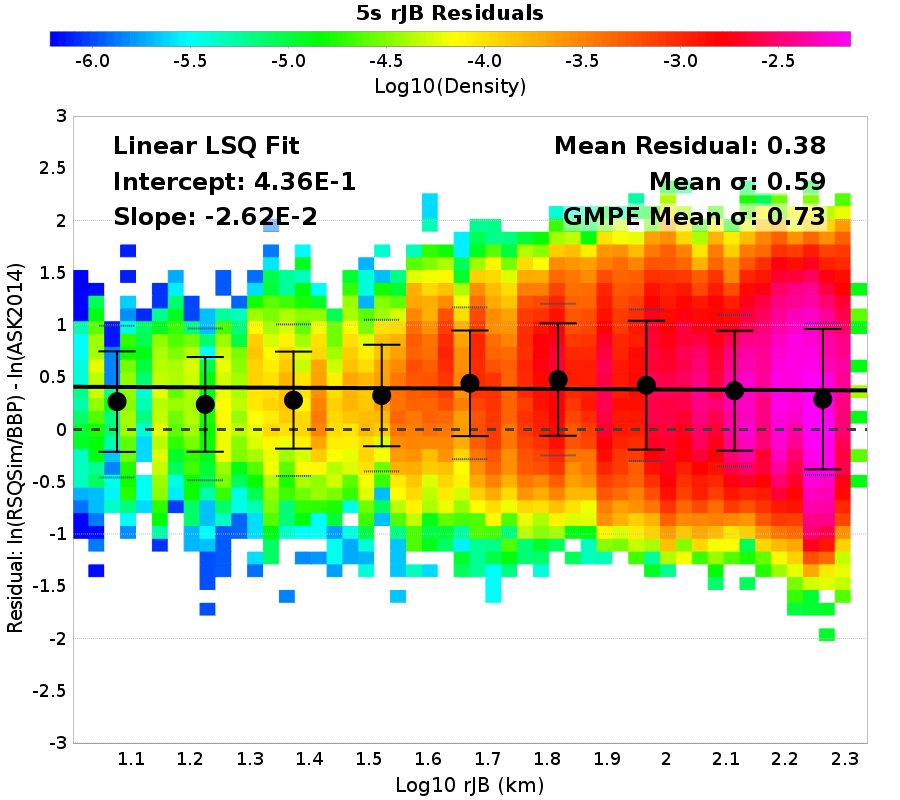 5s rJB Residuals
-6.0 -5.5 -5.0 -4.5 -4.0 -3.5 -3.0 -2.5
Log10(Density)
Linear LSQ Fit
Intercept: 4.36E-1
Slope: -2.62E-2
Mean Residual: 0.38
Mean σ: 0.59
GMPE Mean σ: 0.73
Residual: ln(RSQSim/BBP) - ln(ASK2014)
3
2.5
2
1.5
1
0.5
0
-0.5
-1
-1.5
-2
-2.5
-3
1.1 1.2 1.3 1.4 1.5 1.6 1.7 1.8 1.9 2 2.1 2.2 2.3
Log10 rJB (km)